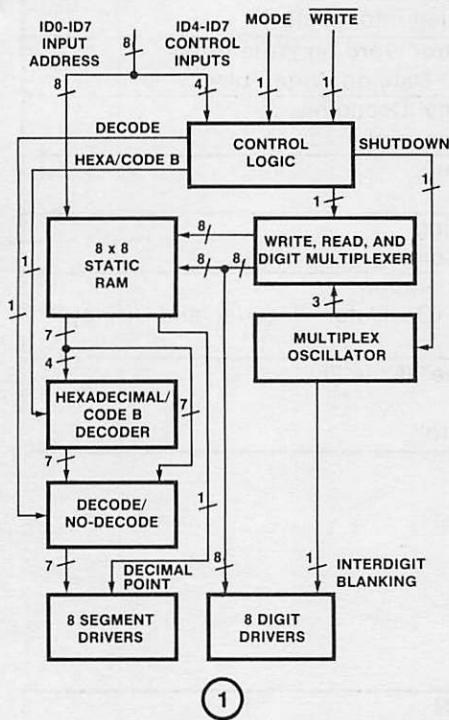 ID0-ID7
INPUT
ADDRESS
8
ID4-ID7
CONTROL
INPUTS
MODE
WRITE
8
4
1
1
DECODE
HEXA/CODE B
CONTROL
LOGIC
SHUTDOWN
1
1
8 x 8
STATIC
RAM
8
8
8
WRITE, READ, AND
DIGIT MULTIPLEXER
1
1
7
3
MULTIPLEX
OSCILLATOR
4
HEXADECIMAL/
CODE B
DECODER
7
7
DECODE/
NO-DECODE
1
7
DECIMAL
POINT
8
1
INTERDIGIT
BLANKING
8 SEGMENT
DRIVERS
8 DIGIT
DRIVERS
1